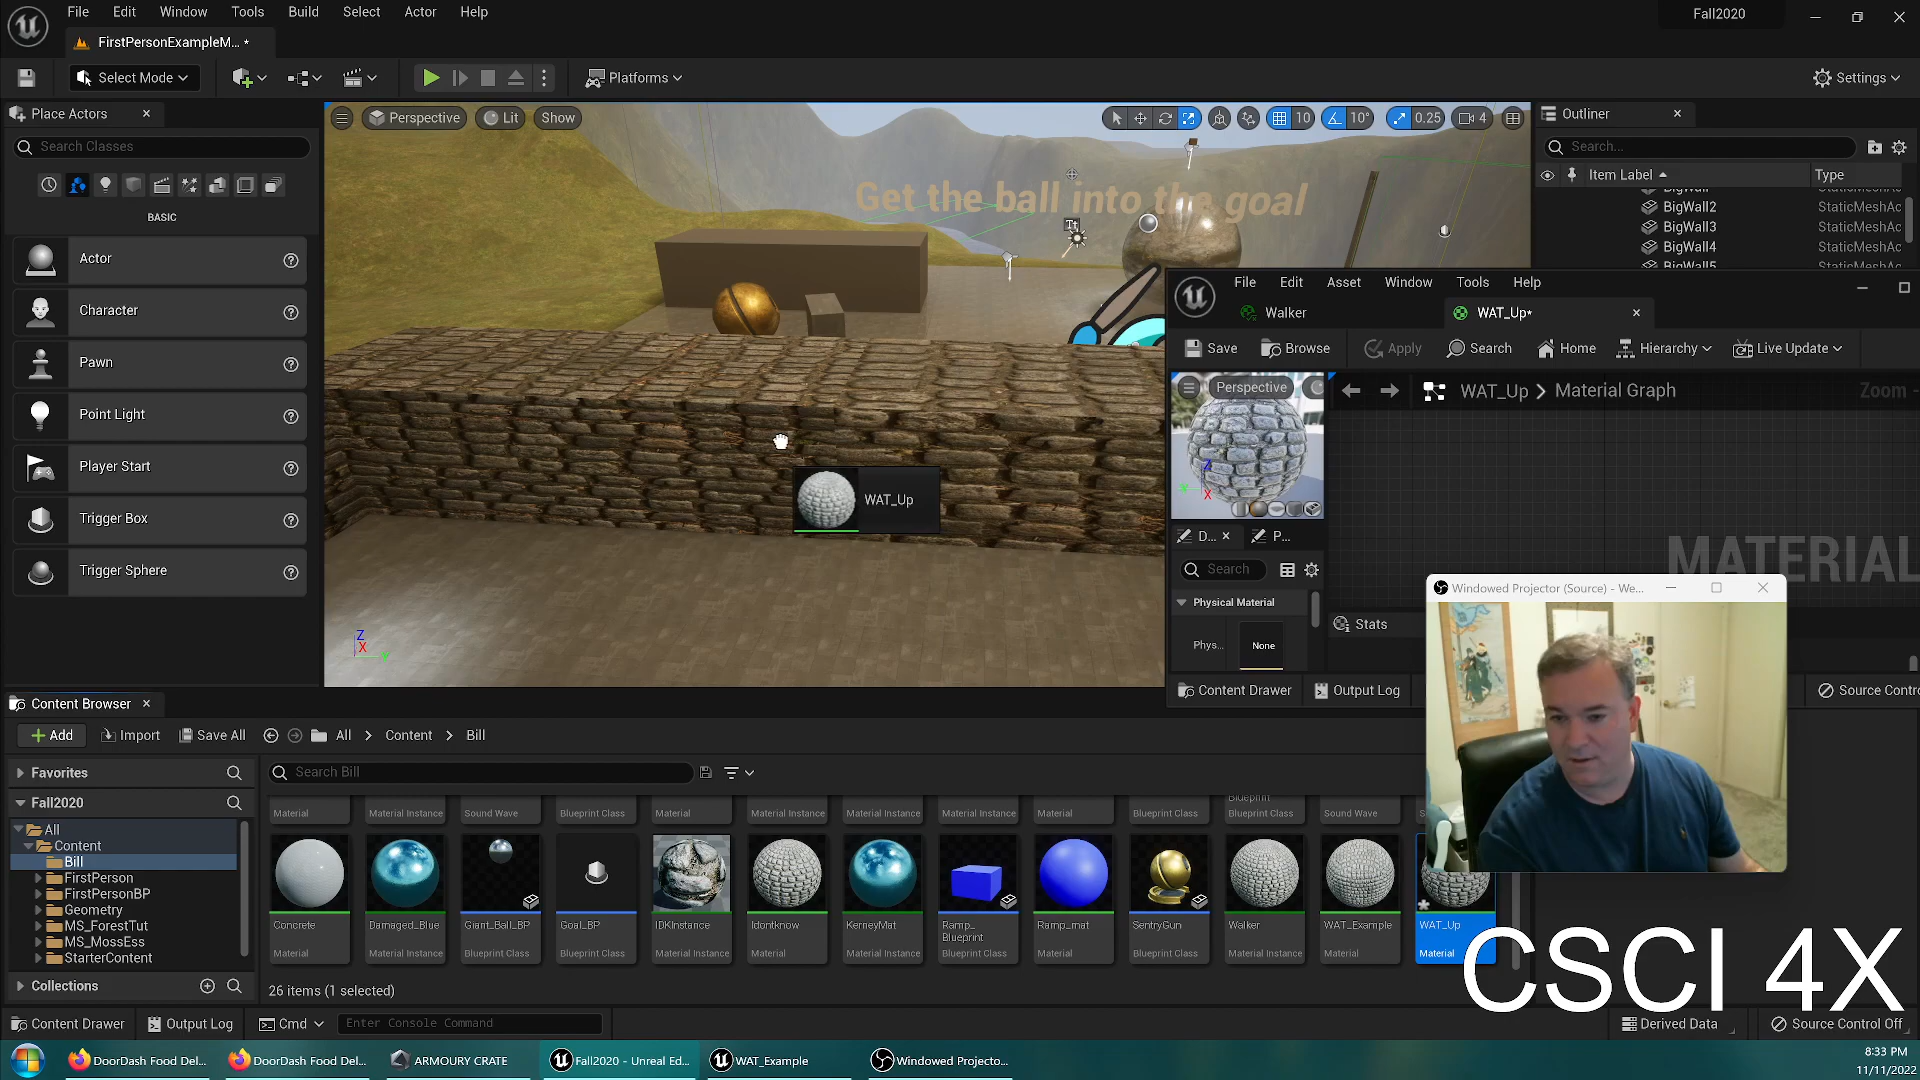 File Edit Window Tools Build Select Actor Help
Fall2020
FirstPersonExampleM... •
Select Mode
Platforms
Settings
Place Actors
Search Classes
BASIC
Actor
Character
Pawn
Point Light
Player Start
Trigger Box
Trigger Sphere
Perspective
Lit
Show
10
10°
0.25
4
Get the ball into the goal
Tt
WAT_Up
Z
X
Y
Outliner
Search...
Item Label
Type
BigWall2 StaticMeshAc
BigWall3 StaticMeshAc
BigWall4 StaticMeshAc
BigWall5
File Edit Asset Window Tools Help
Walker
WAT_Up*
Save
Browse
Apply
Search
Home
Hierarchy
Live Update
Perspective
WAT_Up > Material Graph
Zoom -
Z
X
MATERIAL
D...
P...
Search
Physical Material
Phys...
None
Stats
Content Drawer
Output Log
Source Contro
Windowed Projector (Source) - We...
Content Browser
Add
Import
Save All
All > Content > Bill
Favorites
Search Bill
Fall2020
All
Content
Bill
FirstPerson
FirstPersonBP
Geometry
MS_ForestTut
MS_MossEss
StarterContent
Collections
Material
Material Instance
Sound Wave
Blueprint Class
Material
Material Instance
Material Instance
Material Instance
Material
Blueprint Class
Blueprint Class
Sound Wave
Concrete
Material
Damaged_Blue
Material Instance
Giant_Ball_BP
Blueprint Class
Goal_BP
Blueprint Class
IDKInstance
Material Instance
Idontknow
Material
KerneyMat
Material Instance
Ramp_
Blueprint
Blueprint Class
Ramp_mat
Material
SentryGun
Blueprint Class
Walker
Material Instance
WAT_Example
Material
WAT_Up
Material
26 items (1 selected)
CSCI 4X
Content Drawer
Output Log
Cmd
Enter Console Command
Derived Data
Source Control Off
DoorDash Food Del...
DoorDash Food Del...
ARMOURY CRATE
Fall2020 - Unreal Ed...
WAT_Example
Windowed Projecto...
8:33 PM
11/11/2022